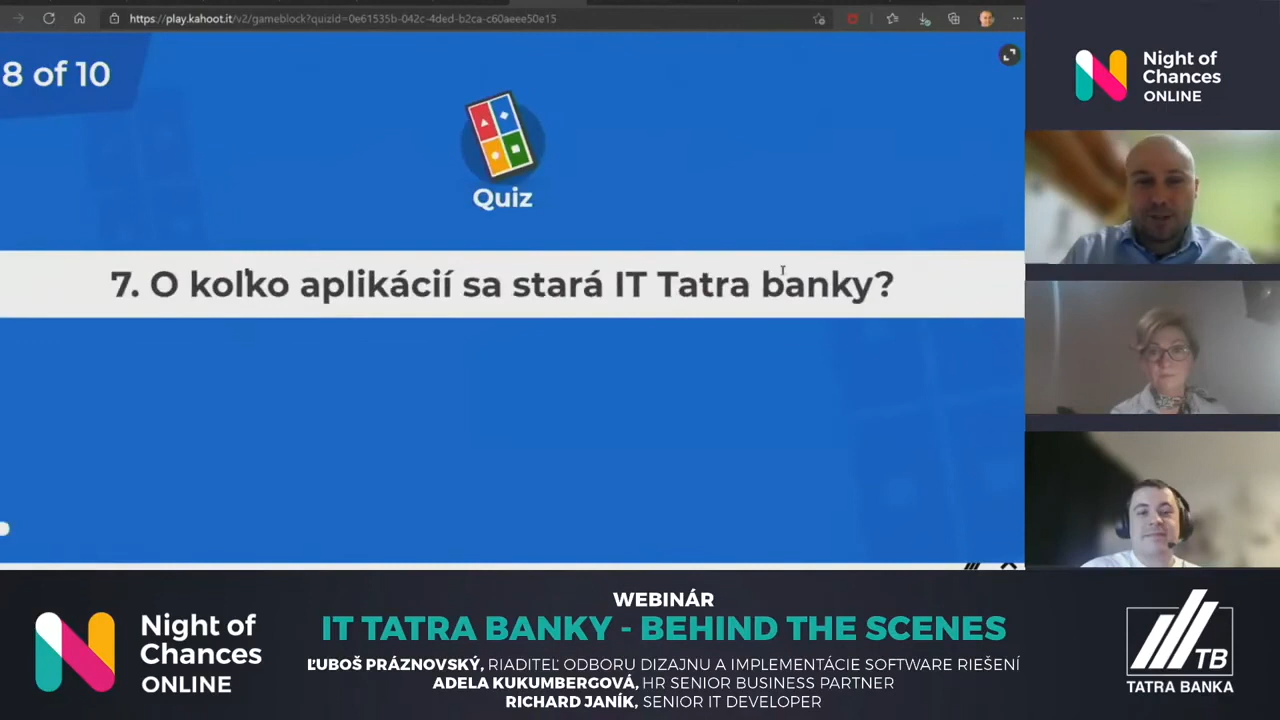 https://play.kahoot.it/v2/gameblock?quizId=0e61535b-042c-4ded-b2ca-c60aeee50e15
8 of 10
Quiz
7. O koľko aplikácií sa stará IT Tatra banky?
Night of
Chances
ONLINE
Night of
Chances
ONLINE
WEBINÁR
IT TATRA BANKY - BEHIND THE SCENES
ĽUBOŠ PRÁZNOVSKÝ, RIADITEĽ ODBORU DIZAJNU A IMPLEMENTÁCIE SOFTWARE RIEŠENÍ
ADELA KUKUMBERGOVÁ, HR SENIOR BUSINESS PARTNER
RICHARD JANÍK, SENIOR IT DEVELOPER
TB
TATRA BANKA